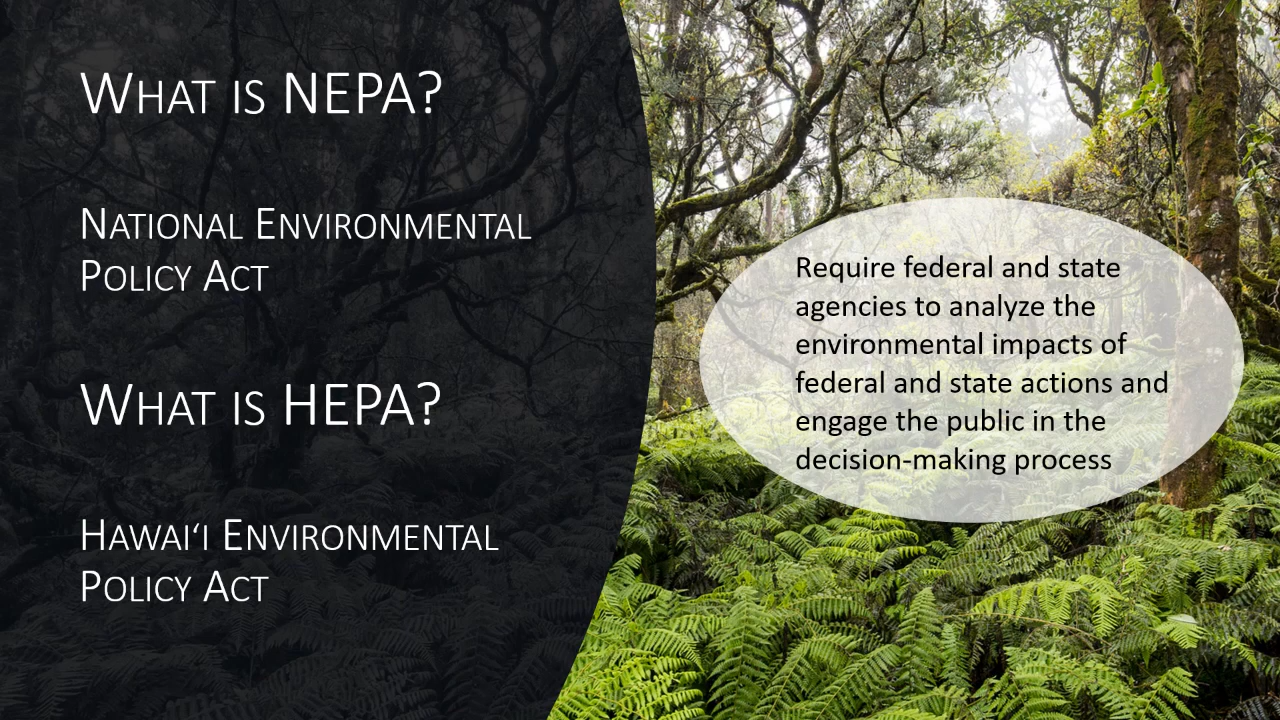 What is NEPA?
National Environmental
Policy Act
What is HEPA?
Hawai‘i Environmental
Policy Act
Require federal and state
agencies to analyze the
environmental impacts of
federal and state actions and
engage the public in the
decision-making process